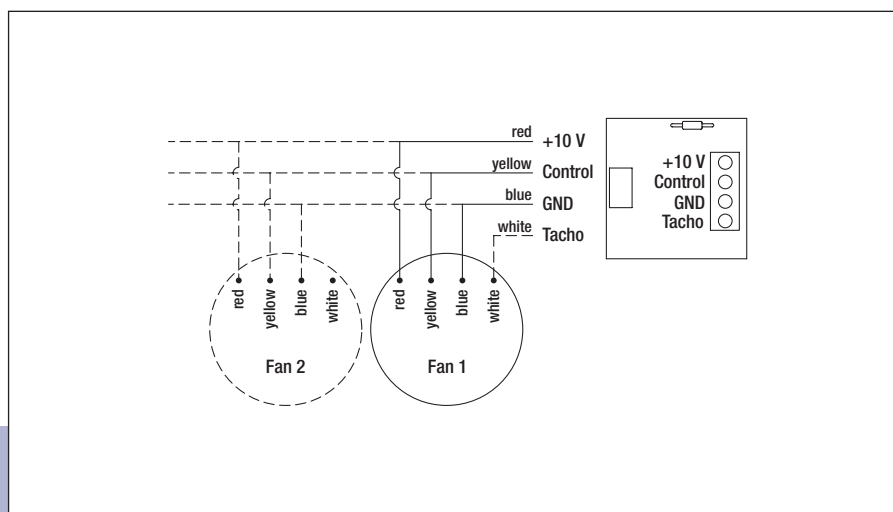 red +10 V
yellow Control
blue GND
white Tacho
+10 V
Control
GND
Tacho
red yellow blue white
Fan 2
red yellow blue white
Fan 1